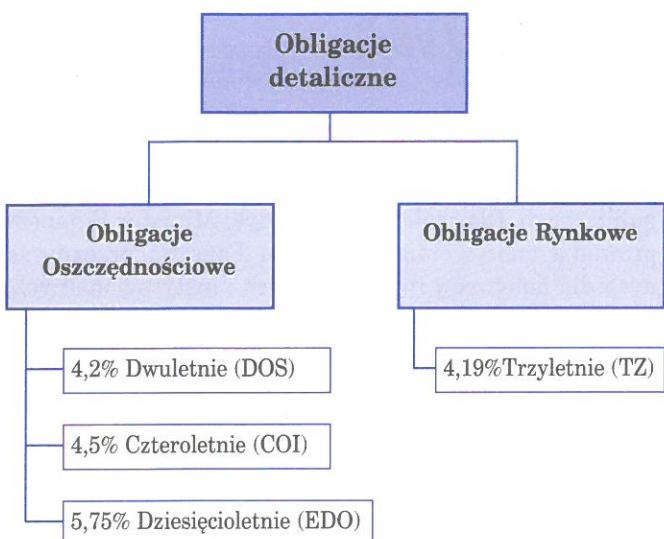 Obligacje
detaliczne
Obligacje
Oszczędnościowe
4,2% Dwuletnie (DOS)
4,5% Czteroletnie (COI)
5,75% Dziesięcioletnie (EDO)
Obligacje Rynkowe
4,19%Trzyletnie (TZ)